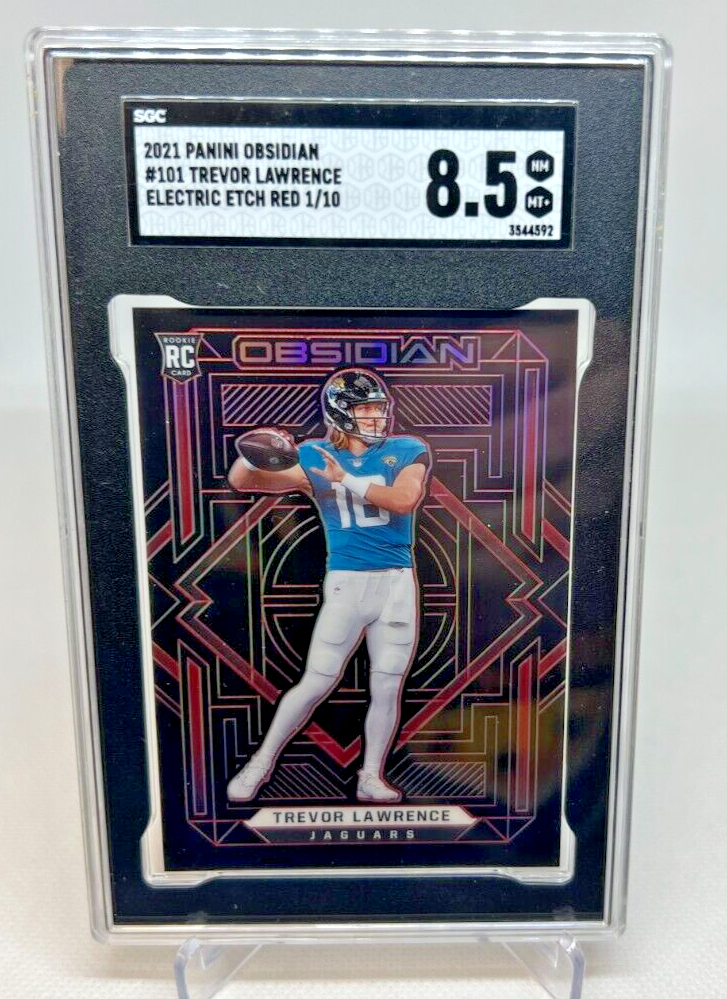 SGC
2021 PANINI OBSIDIAN
#101 TREVOR LAWRENCE
ELECTRIC ETCH RED 1/10
8.5
NM
MT+
3544592
ROOKIE
RC
CARD
OBSIDIAN
16
TREVOR LAWRENCE
JAGUARS